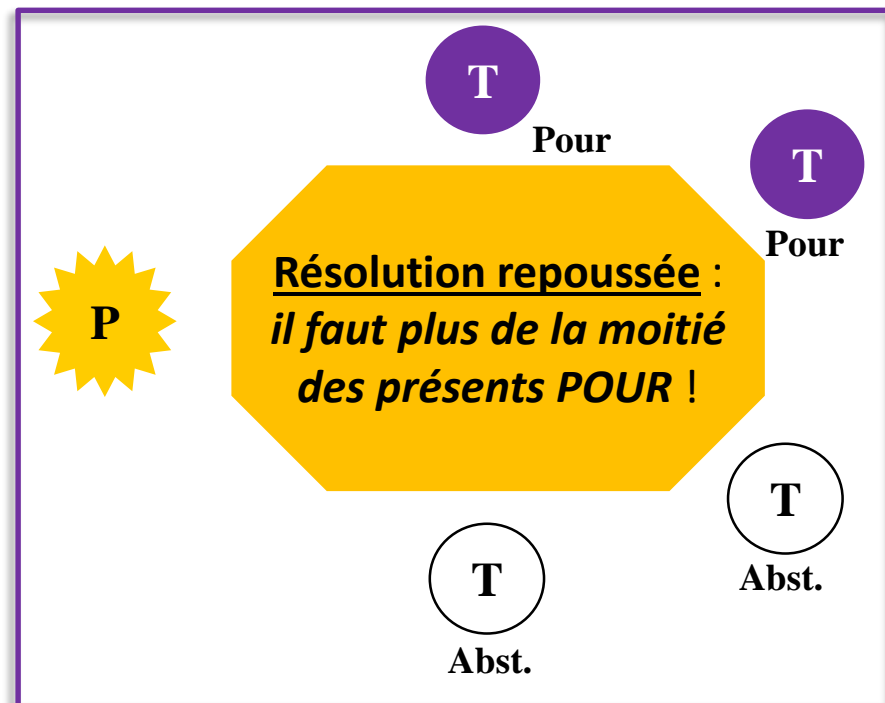 T
Pour
T
Pour
P
Résolution repoussée :
il faut plus de la moitié
des présents POUR !
T
Abst.
T
Abst.